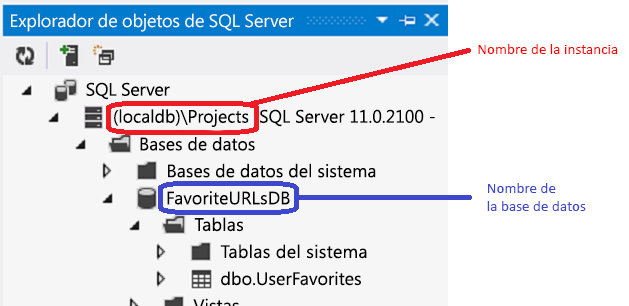 Explorador de objetos de SQL Server
Nombre de la instancia
SQL Server
(localdb)\Projects SQL Server 11.0.2100 -
Bases de datos
Bases de datos del sistema
FavoriteURLsDB
Nombre de
la base de datos
Tablas
Tablas del sistema
dbo.UserFavorites
Vistas